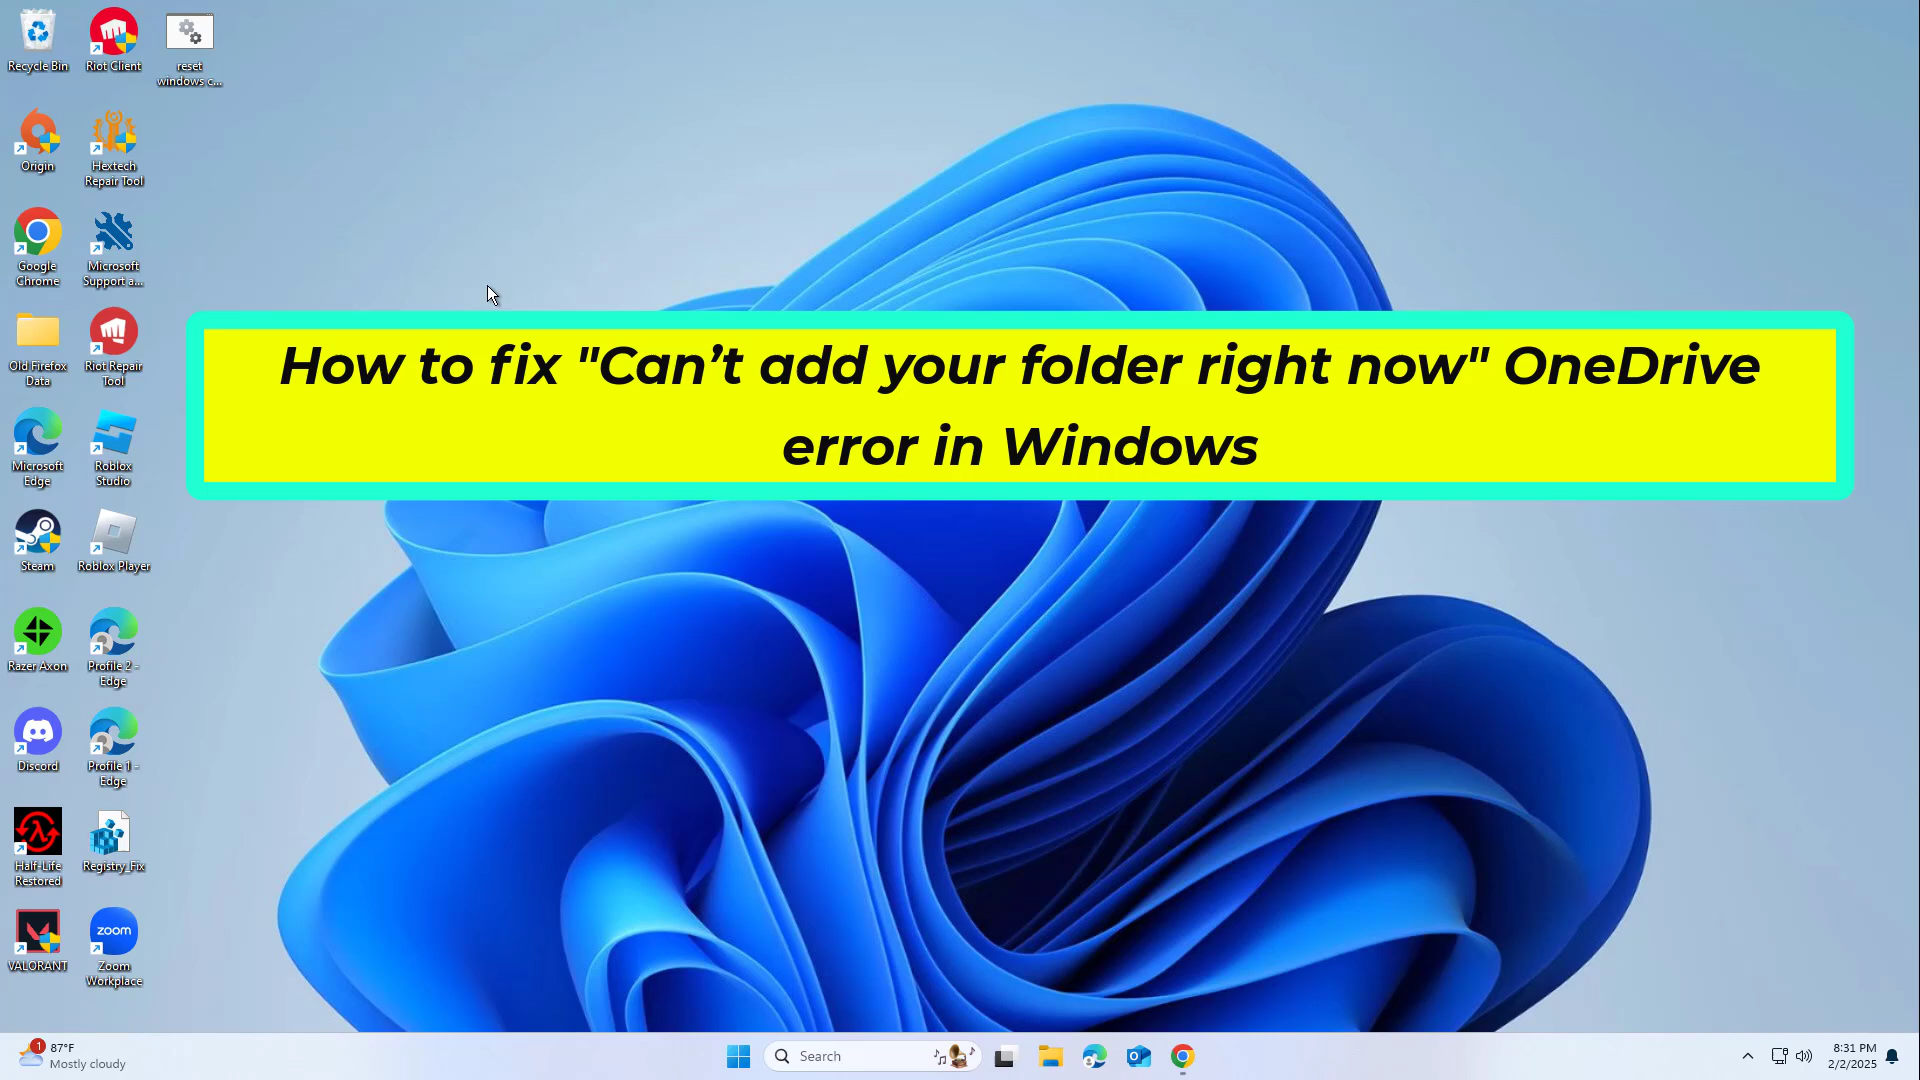 Recycle Bin
Riot Client
reset
windows c...
Origin
Hextech
Repair Tool
Google
Chrome
Microsoft
Support a...
Old Firefox
Data
Riot Repair
Tool
How to fix "Can’t add your folder right now" OneDrive
error in Windows
Microsoft
Edge
Roblox
Studio
Steam
Roblox Player
Razer Axon
Profile 2 -
Edge
Discord
Profile 1 -
Edge
Half-Life
Restored
Registry_Fix
VALORANT
zoom
Zoom
Workplace
1
87°F
Mostly cloudy
Search
8:31 PM
2/2/2025